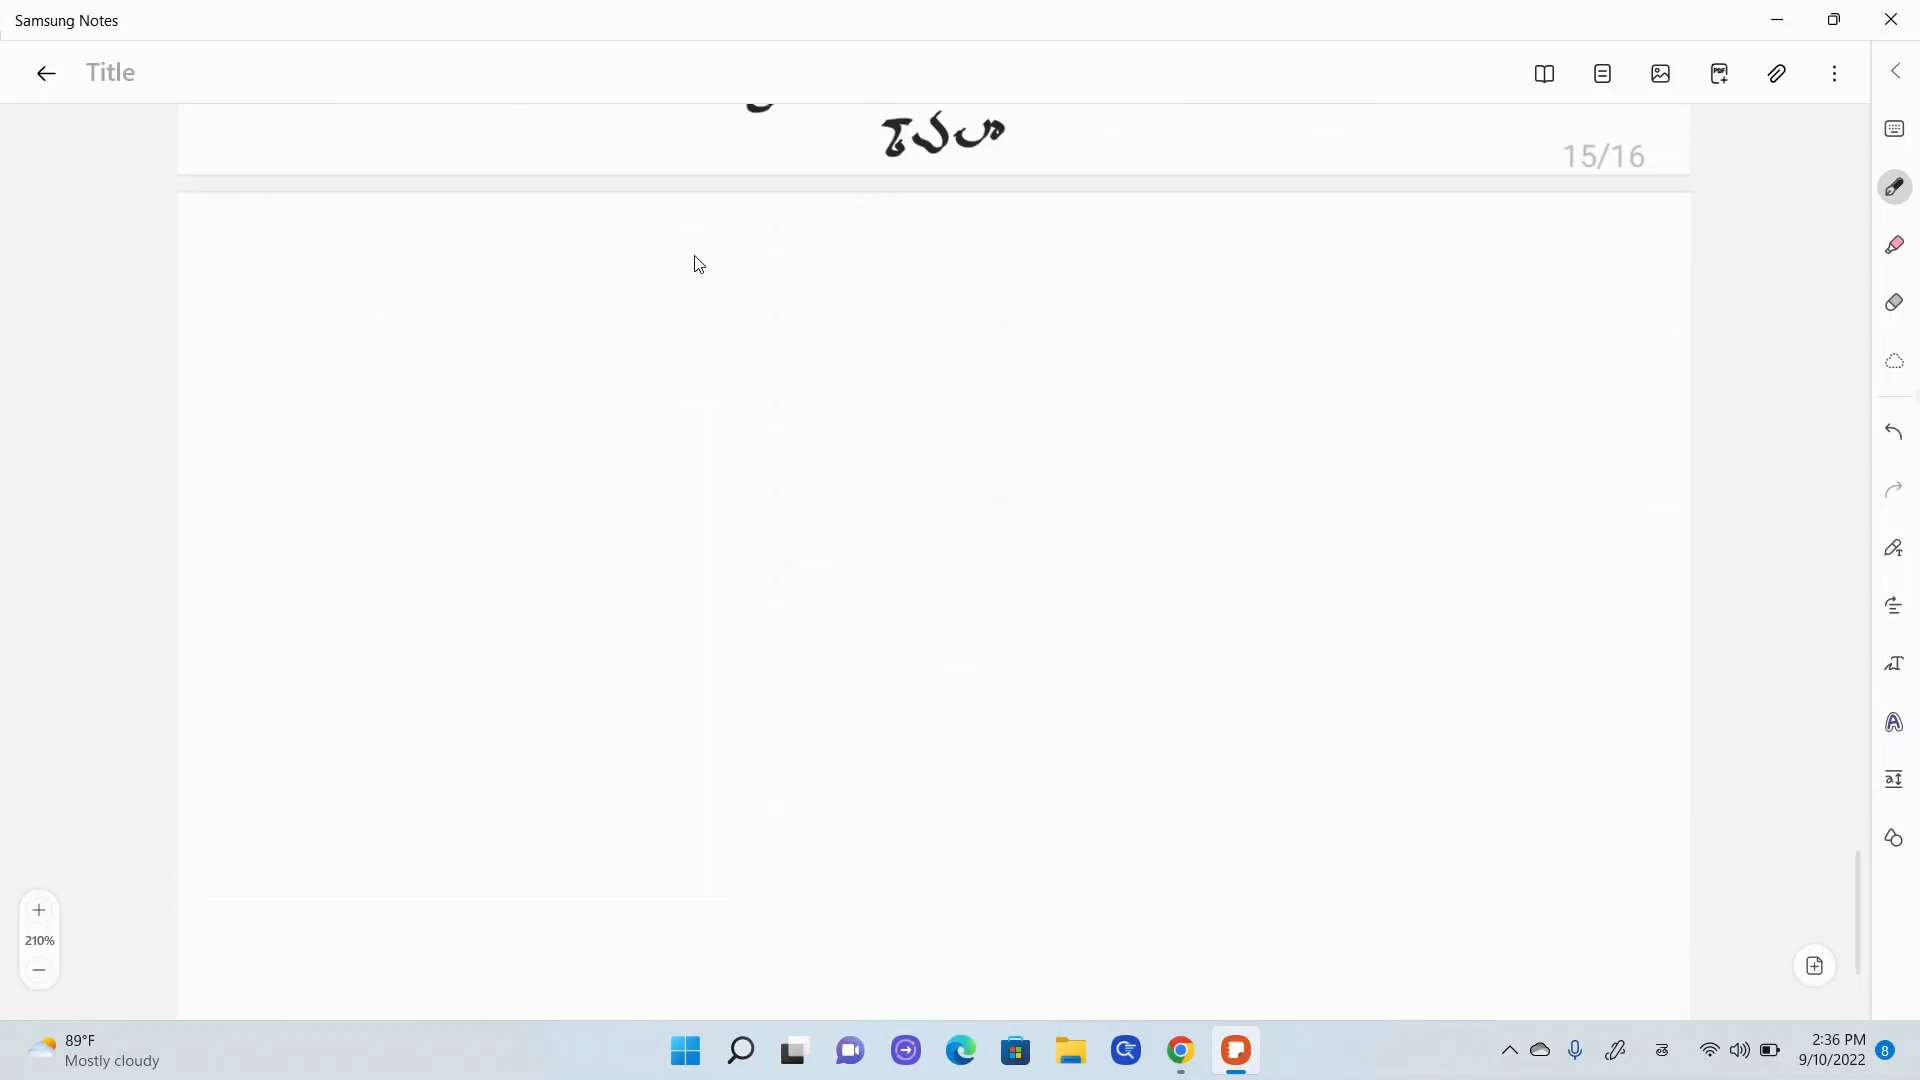 Samsung Notes
Title
15/16
210%
89°F
Mostly cloudy
2:36 PM
9/10/2022
8